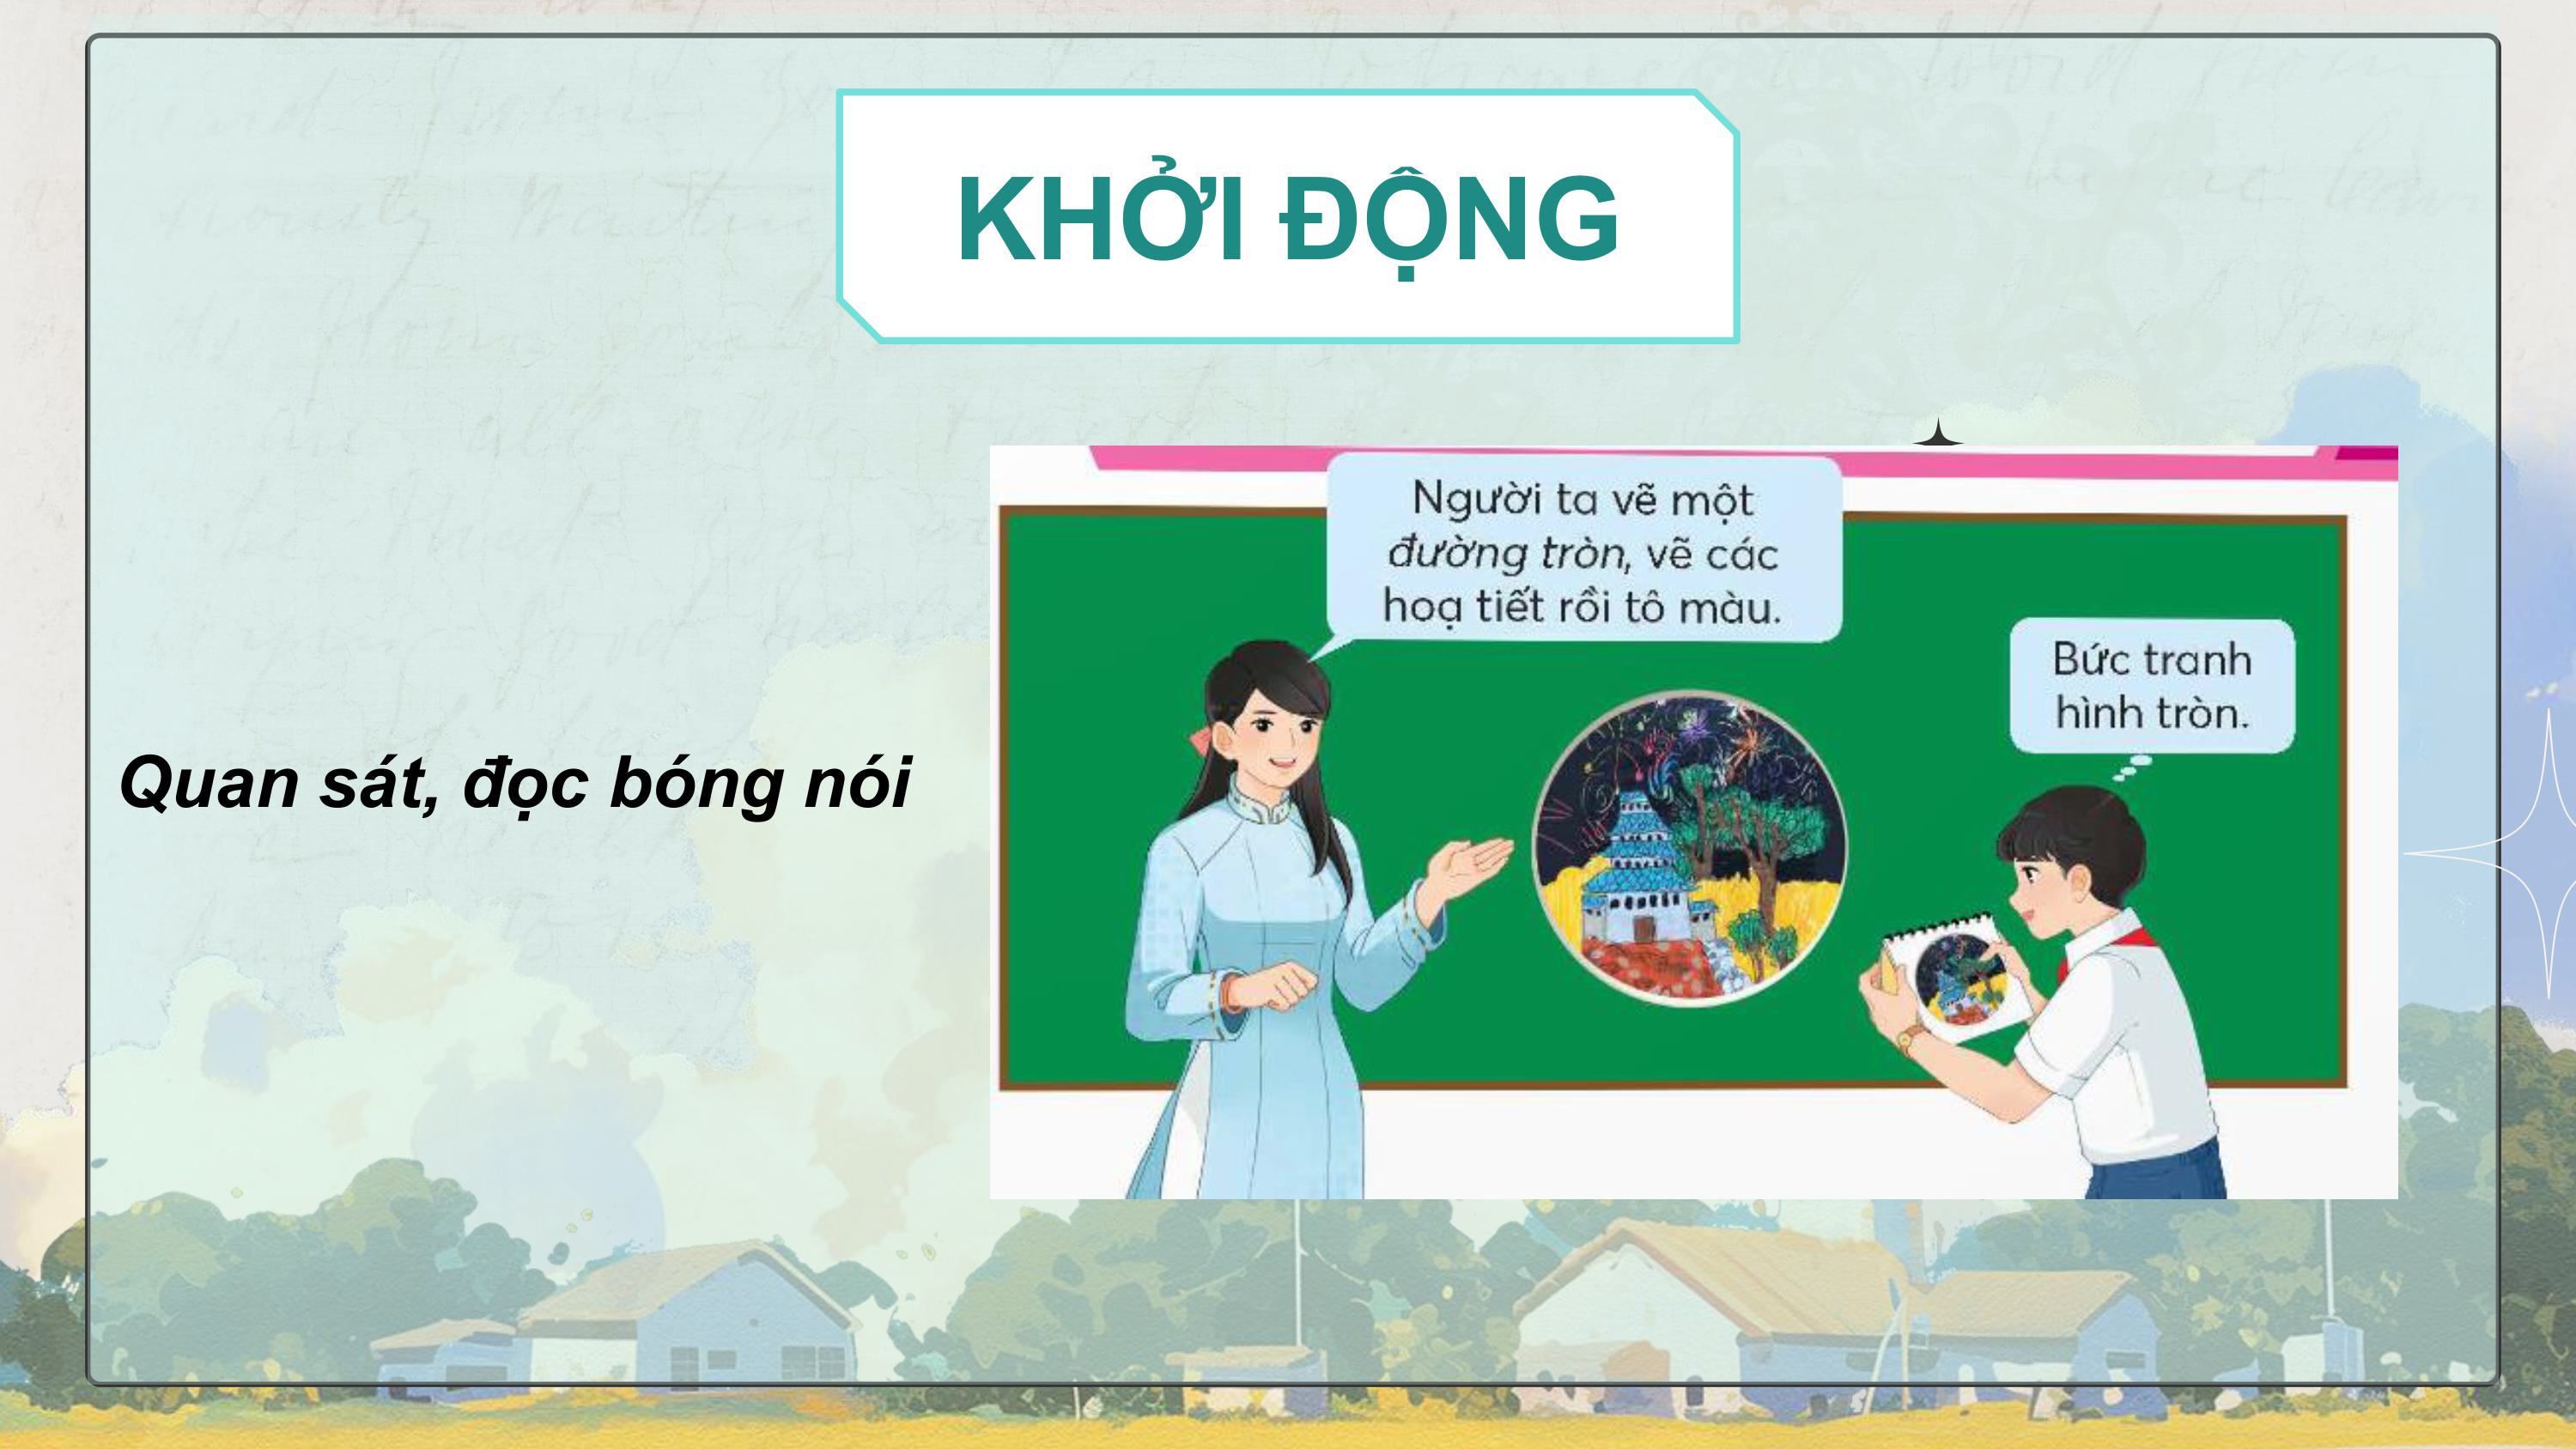 KHỞI ĐỘNG
Người ta vẽ một
đường tròn, vẽ các
hoạ tiết rồi tô màu.
Bức tranh
hình tròn.
Quan sát, đọc bóng nói